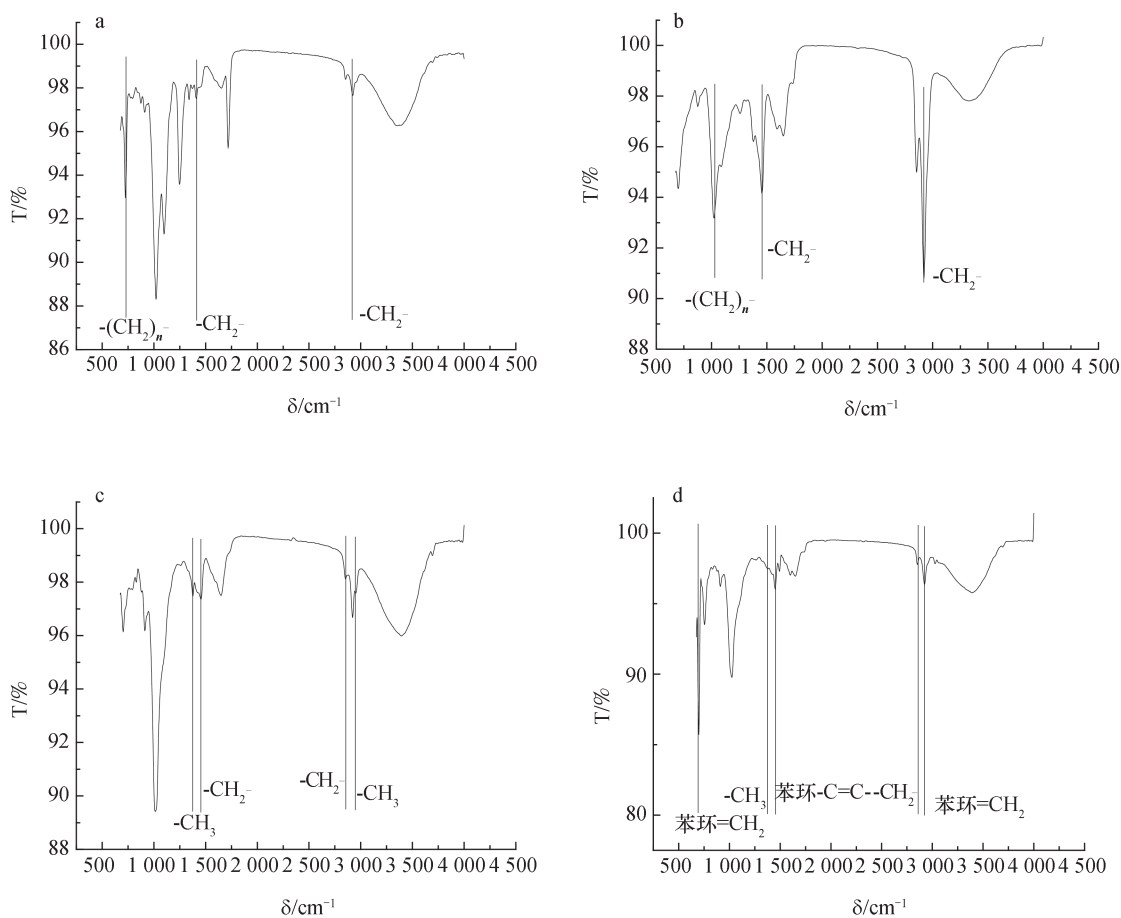 a
100
98
96
94
92
90
88
86
T/%
-(CH2)n-
-CH2-
-CH2-
500 1 000 1 500 2 000 2 500 3 000 3 500 4 000 4 500
δ/cm−1
b
100
98
96
94
92
90
88
T/%
-(CH2)n-
-CH2-
-CH2-
500 1 000 1 500 2 000 2 500 3 000 3 500 4 000 4 500
δ/cm−1
c
100
98
96
94
92
90
88
T/%
-CH3
-CH2-
-CH2-
-CH3
500 1 000 1 500 2 000 2 500 3 000 3 500 4 000 4 500
δ/cm−1
d
100
90
80
T/%
-CH3
苯环=CH2
苯环-C=C--CH2-
苯环=CH2
500 1 000 1 500 2 000 2 500 3 000 3 500 4 000 4 500
δ/cm−1